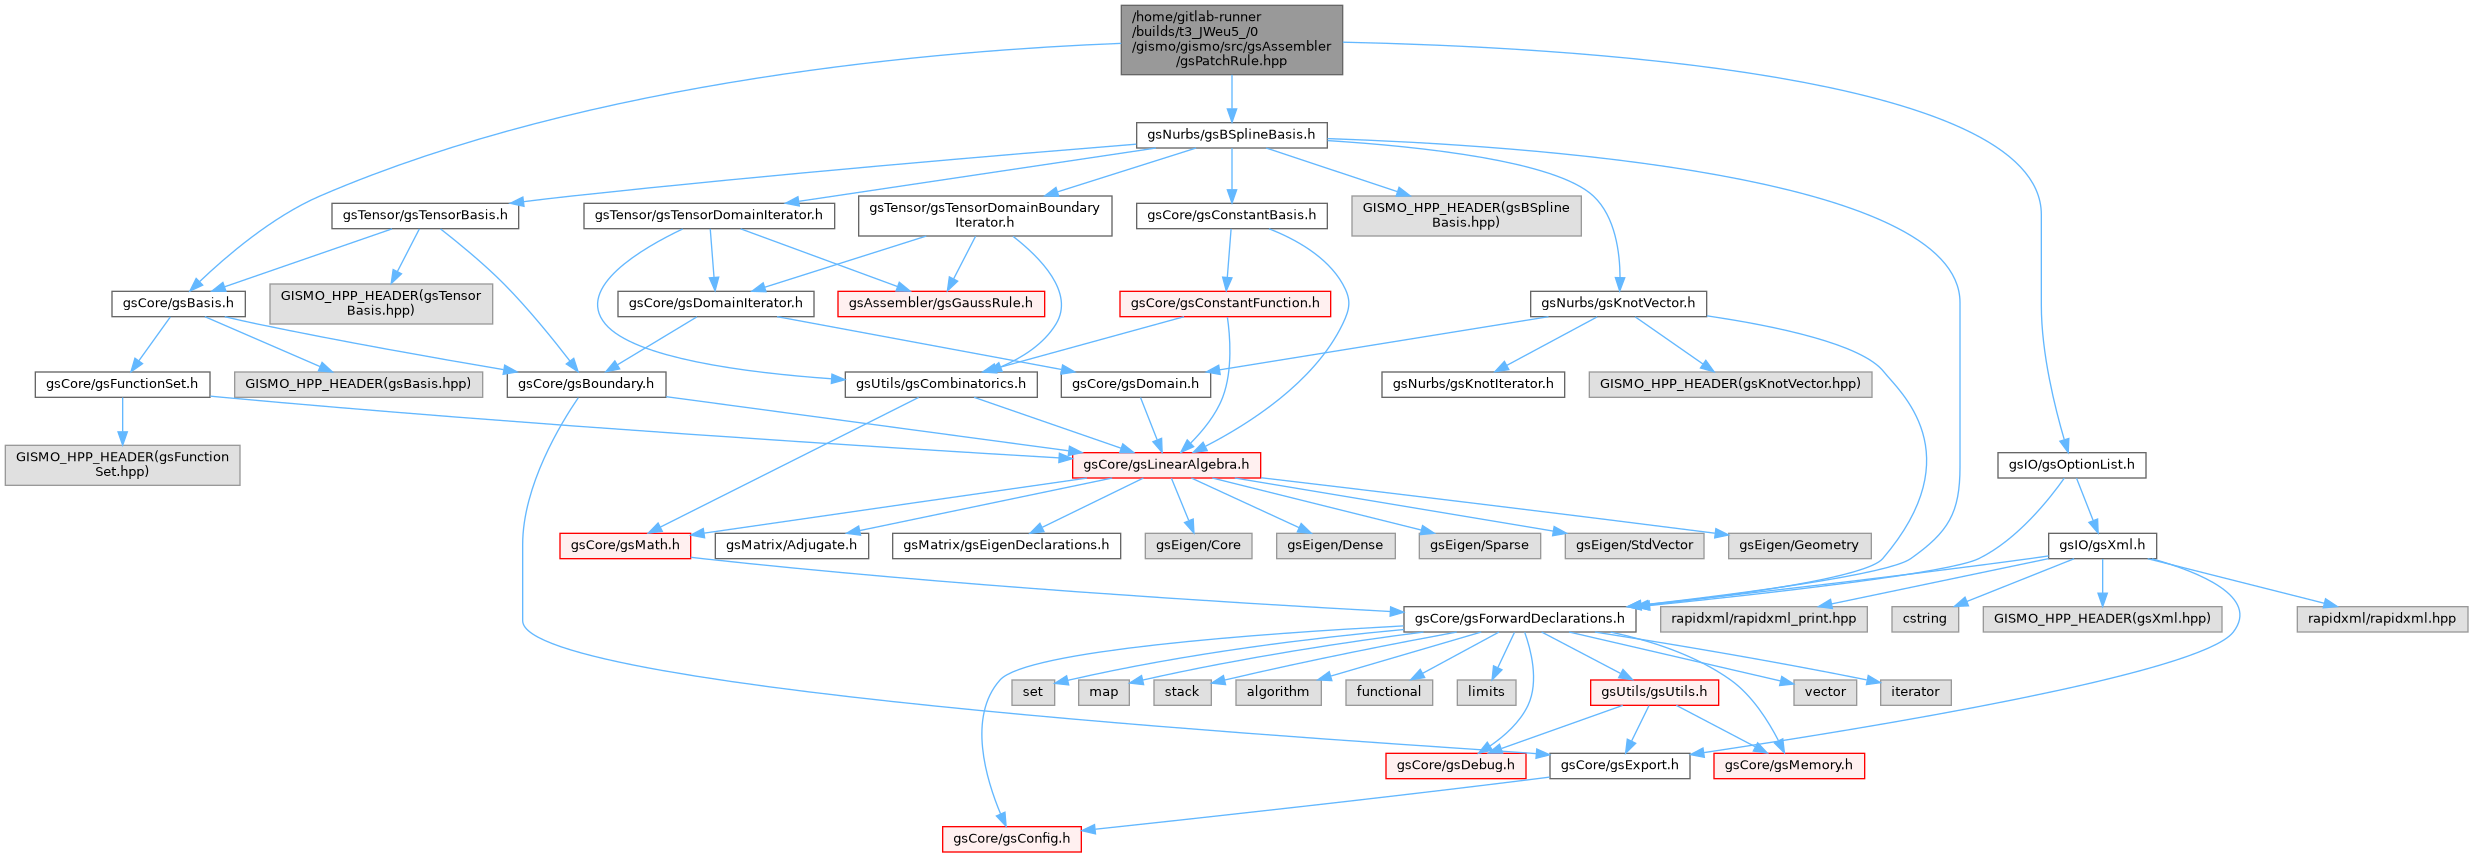 /home/gitlab-runner
/builds/t3_JWeu5_/0
/gismo/gismo/src/gsAssembler
/gsPatchRule.hpp
gsNurbs/gsBSplineBasis.h
gsTensor/gsTensorBasis.h
gsTensor/gsTensorDomainIterator.h
gsTensor/gsTensorDomainBoundary
Iterator.h
gsCore/gsConstantBasis.h
GISMO_HPP_HEADER(gsBSpline
Basis.hpp)
gsCore/gsBasis.h
GISMO_HPP_HEADER(gsTensor
Basis.hpp)
gsCore/gsDomainIterator.h
gsAssembler/gsGaussRule.h
gsCore/gsConstantFunction.h
gsNurbs/gsKnotVector.h
gsCore/gsFunctionSet.h
GISMO_HPP_HEADER(gsBasis.hpp)
gsCore/gsBoundary.h
gsUtils/gsCombinatorics.h
gsCore/gsDomain.h
gsNurbs/gsKnotIterator.h
GISMO_HPP_HEADER(gsKnotVector.hpp)
GISMO_HPP_HEADER(gsFunction
Set.hpp)
gsCore/gsLinearAlgebra.h
gsIO/gsOptionList.h
gsCore/gsMath.h
gsMatrix/Adjugate.h
gsMatrix/gsEigenDeclarations.h
gsEigen/Core
gsEigen/Dense
gsEigen/Sparse
gsEigen/StdVector
gsEigen/Geometry
gsIO/gsXml.h
gsCore/gsForwardDeclarations.h
rapidxml/rapidxml_print.hpp
cstring
GISMO_HPP_HEADER(gsXml.hpp)
rapidxml/rapidxml.hpp
set
map
stack
algorithm
functional
limits
gsUtils/gsUtils.h
vector
iterator
gsCore/gsDebug.h
gsCore/gsExport.h
gsCore/gsMemory.h
gsCore/gsConfig.h